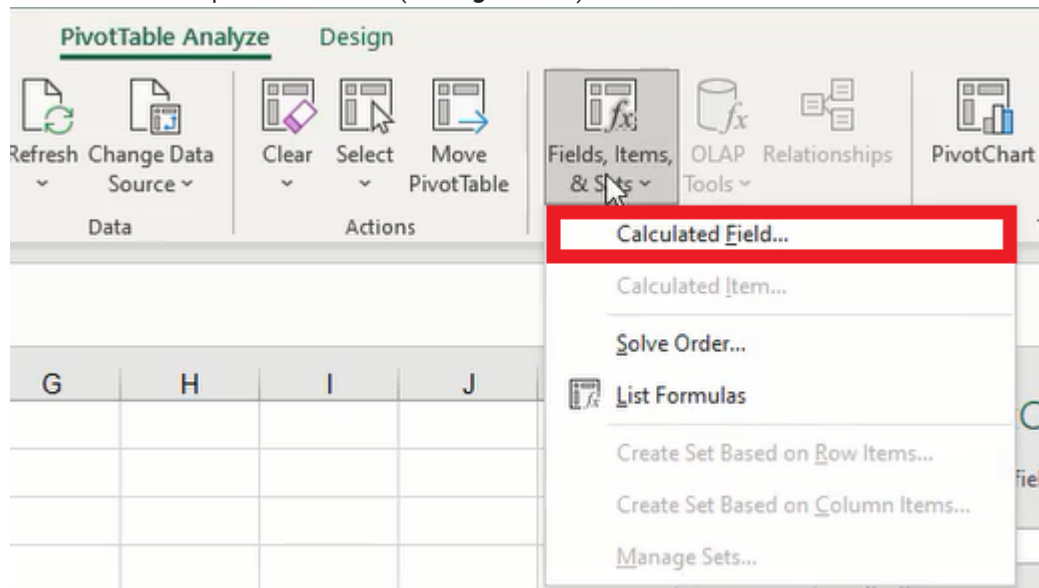 PivotTable Analyze Design
Refresh Change Data Source
Clear Select Move PivotTable
Fields, Items, & Sets
OLAP Tools
Relationships
PivotChart
Data
Actions
Calculated Field...
Calculated Item...
Solve Order...
List Formulas
Create Set Based on Row Items...
Create Set Based on Column Items...
Manage Sets...
G H I J